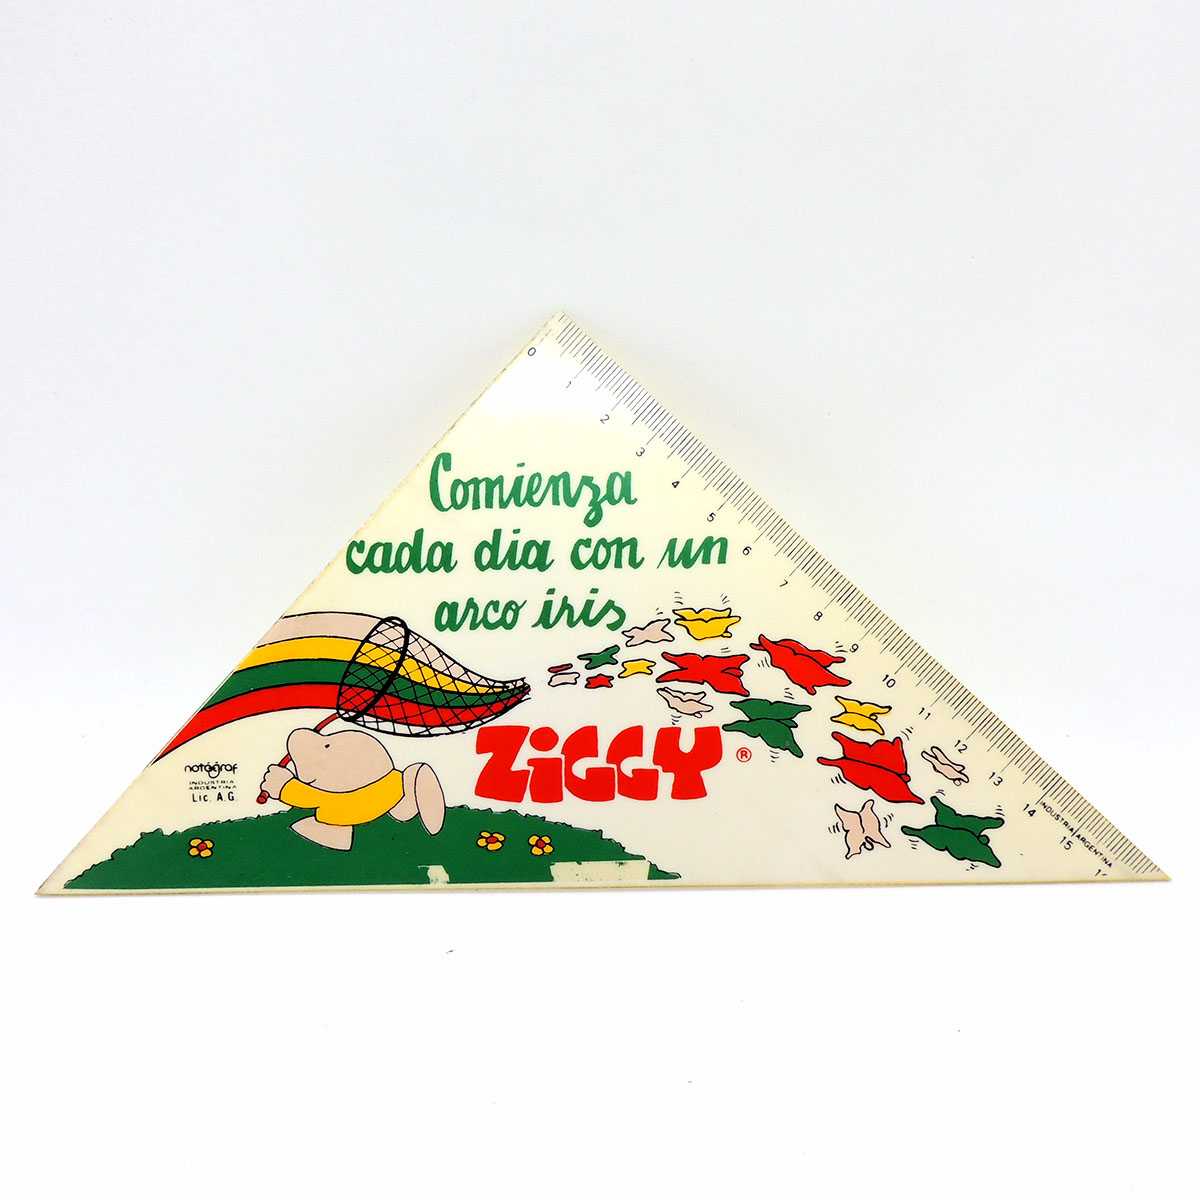 0 1 2 3 4 5 6 7 8 9 10 11 12 13 14 15
INDUSTRIA ARGENTINA
Comienza
cada dia con un
arco iris
ZiGGY®
notagraf
INDUSTRIA
ARGENTINA
Lic. A.G.